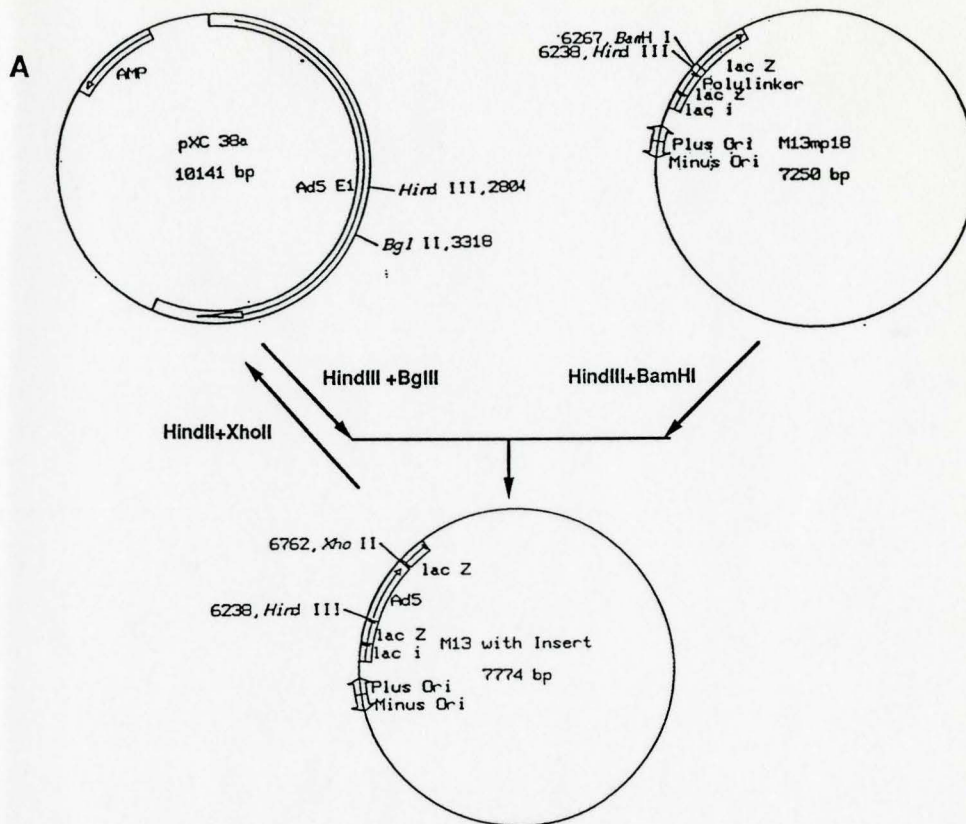 A
AMP
pXC 38a
10141 bp
Ad5 E1
Hind III,2804
Bgl II,3318
6267, BamH I
6238, Hind III
lac Z
Polylinker
lac Z
lac i
Plus Ori
Minus Ori
M13mp18
7250 bp
HindIII +BglII
HindIII+BamHI
HindII+XhoII
6762, Xho II
lac Z
Ad5
6238, Hind III
lac Z
lac i
M13 with Insert
7774 bp
Plus Ori
Minus Ori